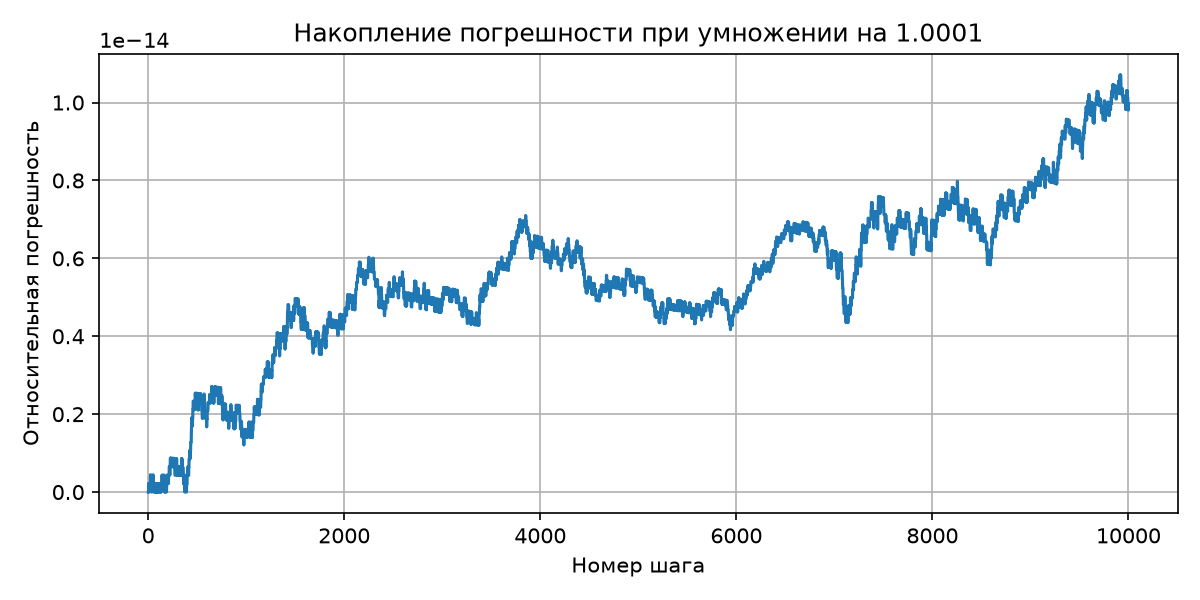 Накопление погрешности при умножении на 1.0001
1e−14
Относительная погрешность
1.0
0.8
0.6
0.4
0.2
0.0
0 2000 4000 6000 8000 10000
Номер шага